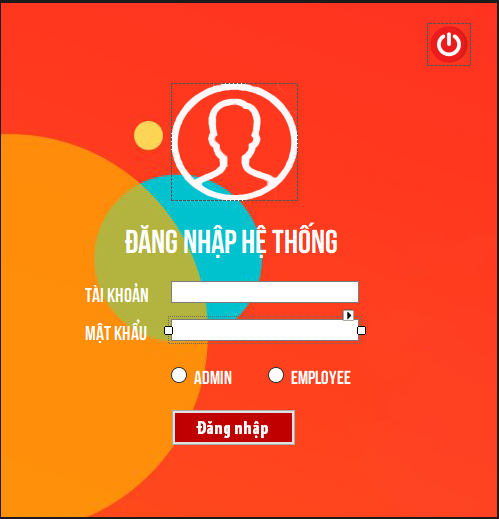 ĐĂNG NHẬP HỆ THỐNG
TÀI KHOẢN
MẬT KHẨU
ADMIN EMPLOYEE
Đăng nhập